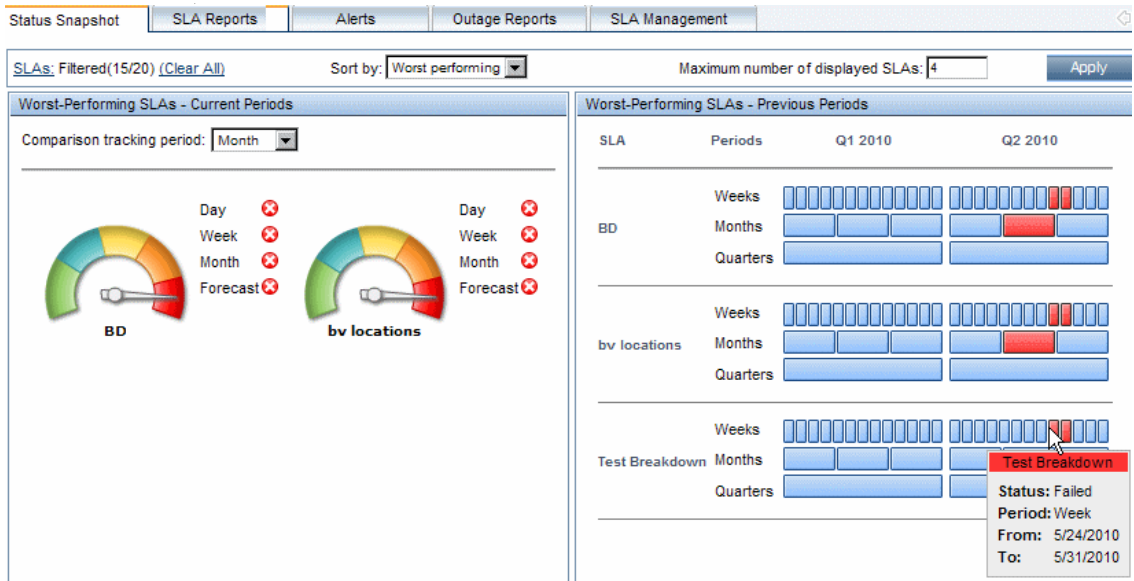 Status Snapshot
SLA Reports
Alerts
Outage Reports
SLA Management
SLAs: Filtered(15/20) (Clear All)
Sort by: Worst performing
Maximum number of displayed SLAs: 4
Apply
Worst-Performing SLAs - Current Periods
Comparison tracking period: Month
Day
Week
Month
Forecast
BD
Day
Week
Month
Forecast
bv locations
Worst-Performing SLAs - Previous Periods
SLA Periods Q1 2010 Q2 2010
BD
Weeks
Months
Quarters
bv locations
Weeks
Months
Quarters
Test Breakdown
Weeks
Months
Quarters
Test Breakdown
Status: Failed
Period: Week
From: 5/24/2010
To: 5/31/2010